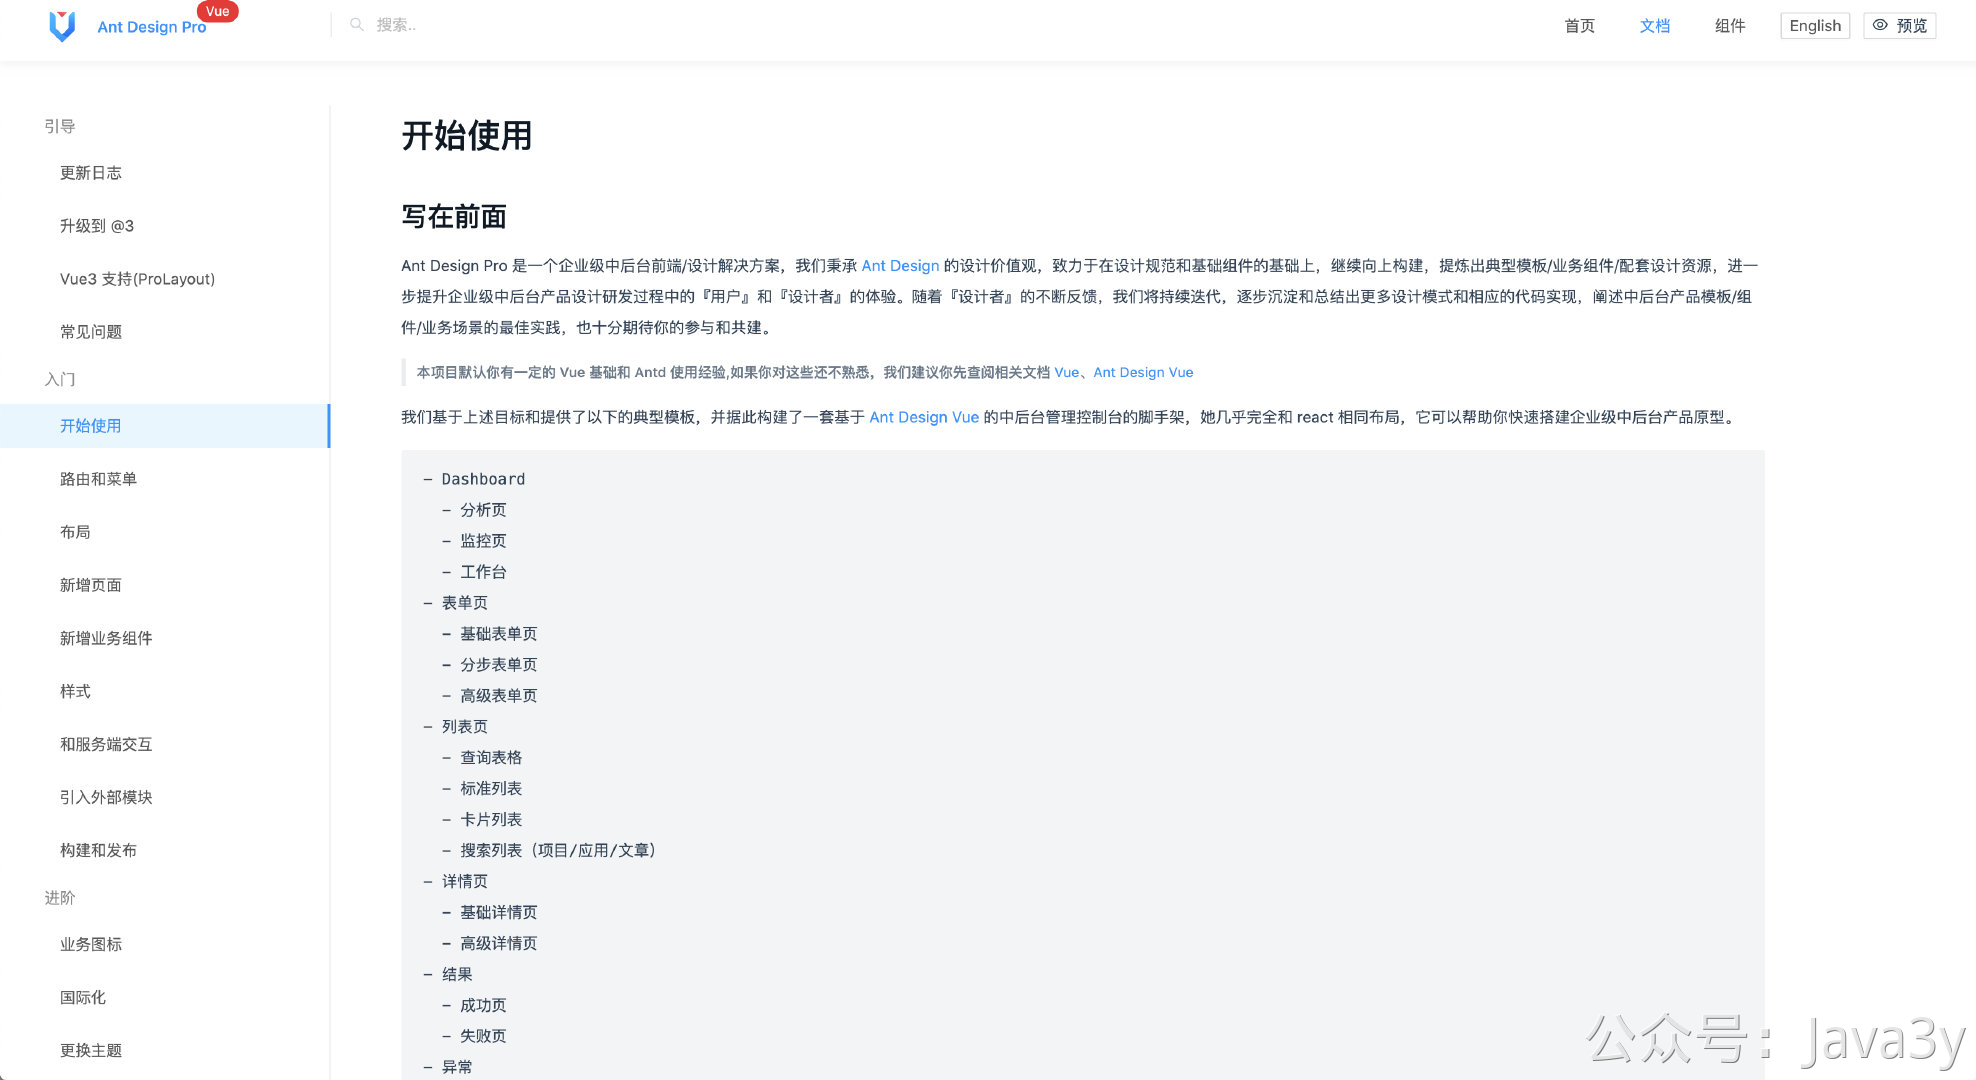 Ant Design Pro
Vue
搜索..
首页
文档
组件
English
预览
引导
更新日志
升级到 @3
Vue3 支持(ProLayout)
常见问题
入门
开始使用
路由和菜单
布局
新增页面
新增业务组件
样式
和服务端交互
引入外部模块
构建和发布
进阶
业务图标
国际化
更换主题
开始使用
写在前面
Ant Design Pro 是一个企业级中后台前端/设计解决方案，我们秉承 Ant Design 的设计价值观，致力于在设计规范和基础组件的基础上，继续向上构建，提炼出典型模板/业务组件/配套设计资源，进一
步提升企业级中后台产品设计研发过程中的『用户』和『设计者』的体验。随着『设计者』的不断反馈，我们将持续迭代，逐步沉淀和总结出更多设计模式和相应的代码实现，阐述中后台产品模板/组
件/业务场景的最佳实践，也十分期待你的参与和共建。
本项目默认你有一定的 Vue 基础和 Antd 使用经验,如果你对这些还不熟悉，我们建议你先查阅相关文档 Vue、Ant Design Vue
我们基于上述目标和提供了以下的典型模板，并据此构建了一套基于 Ant Design Vue 的中后台管理控制台的脚手架，她几乎完全和 react 相同布局，它可以帮助你快速搭建企业级中后台产品原型。
- Dashboard
- 分析页
- 监控页
- 工作台
- 表单页
- 基础表单页
- 分步表单页
- 高级表单页
- 列表页
- 查询表格
- 标准列表
- 卡片列表
- 搜索列表（项目/应用/文章）
- 详情页
- 基础详情页
- 高级详情页
- 结果
- 成功页
- 失败页
- 异常
公众号：Java3y